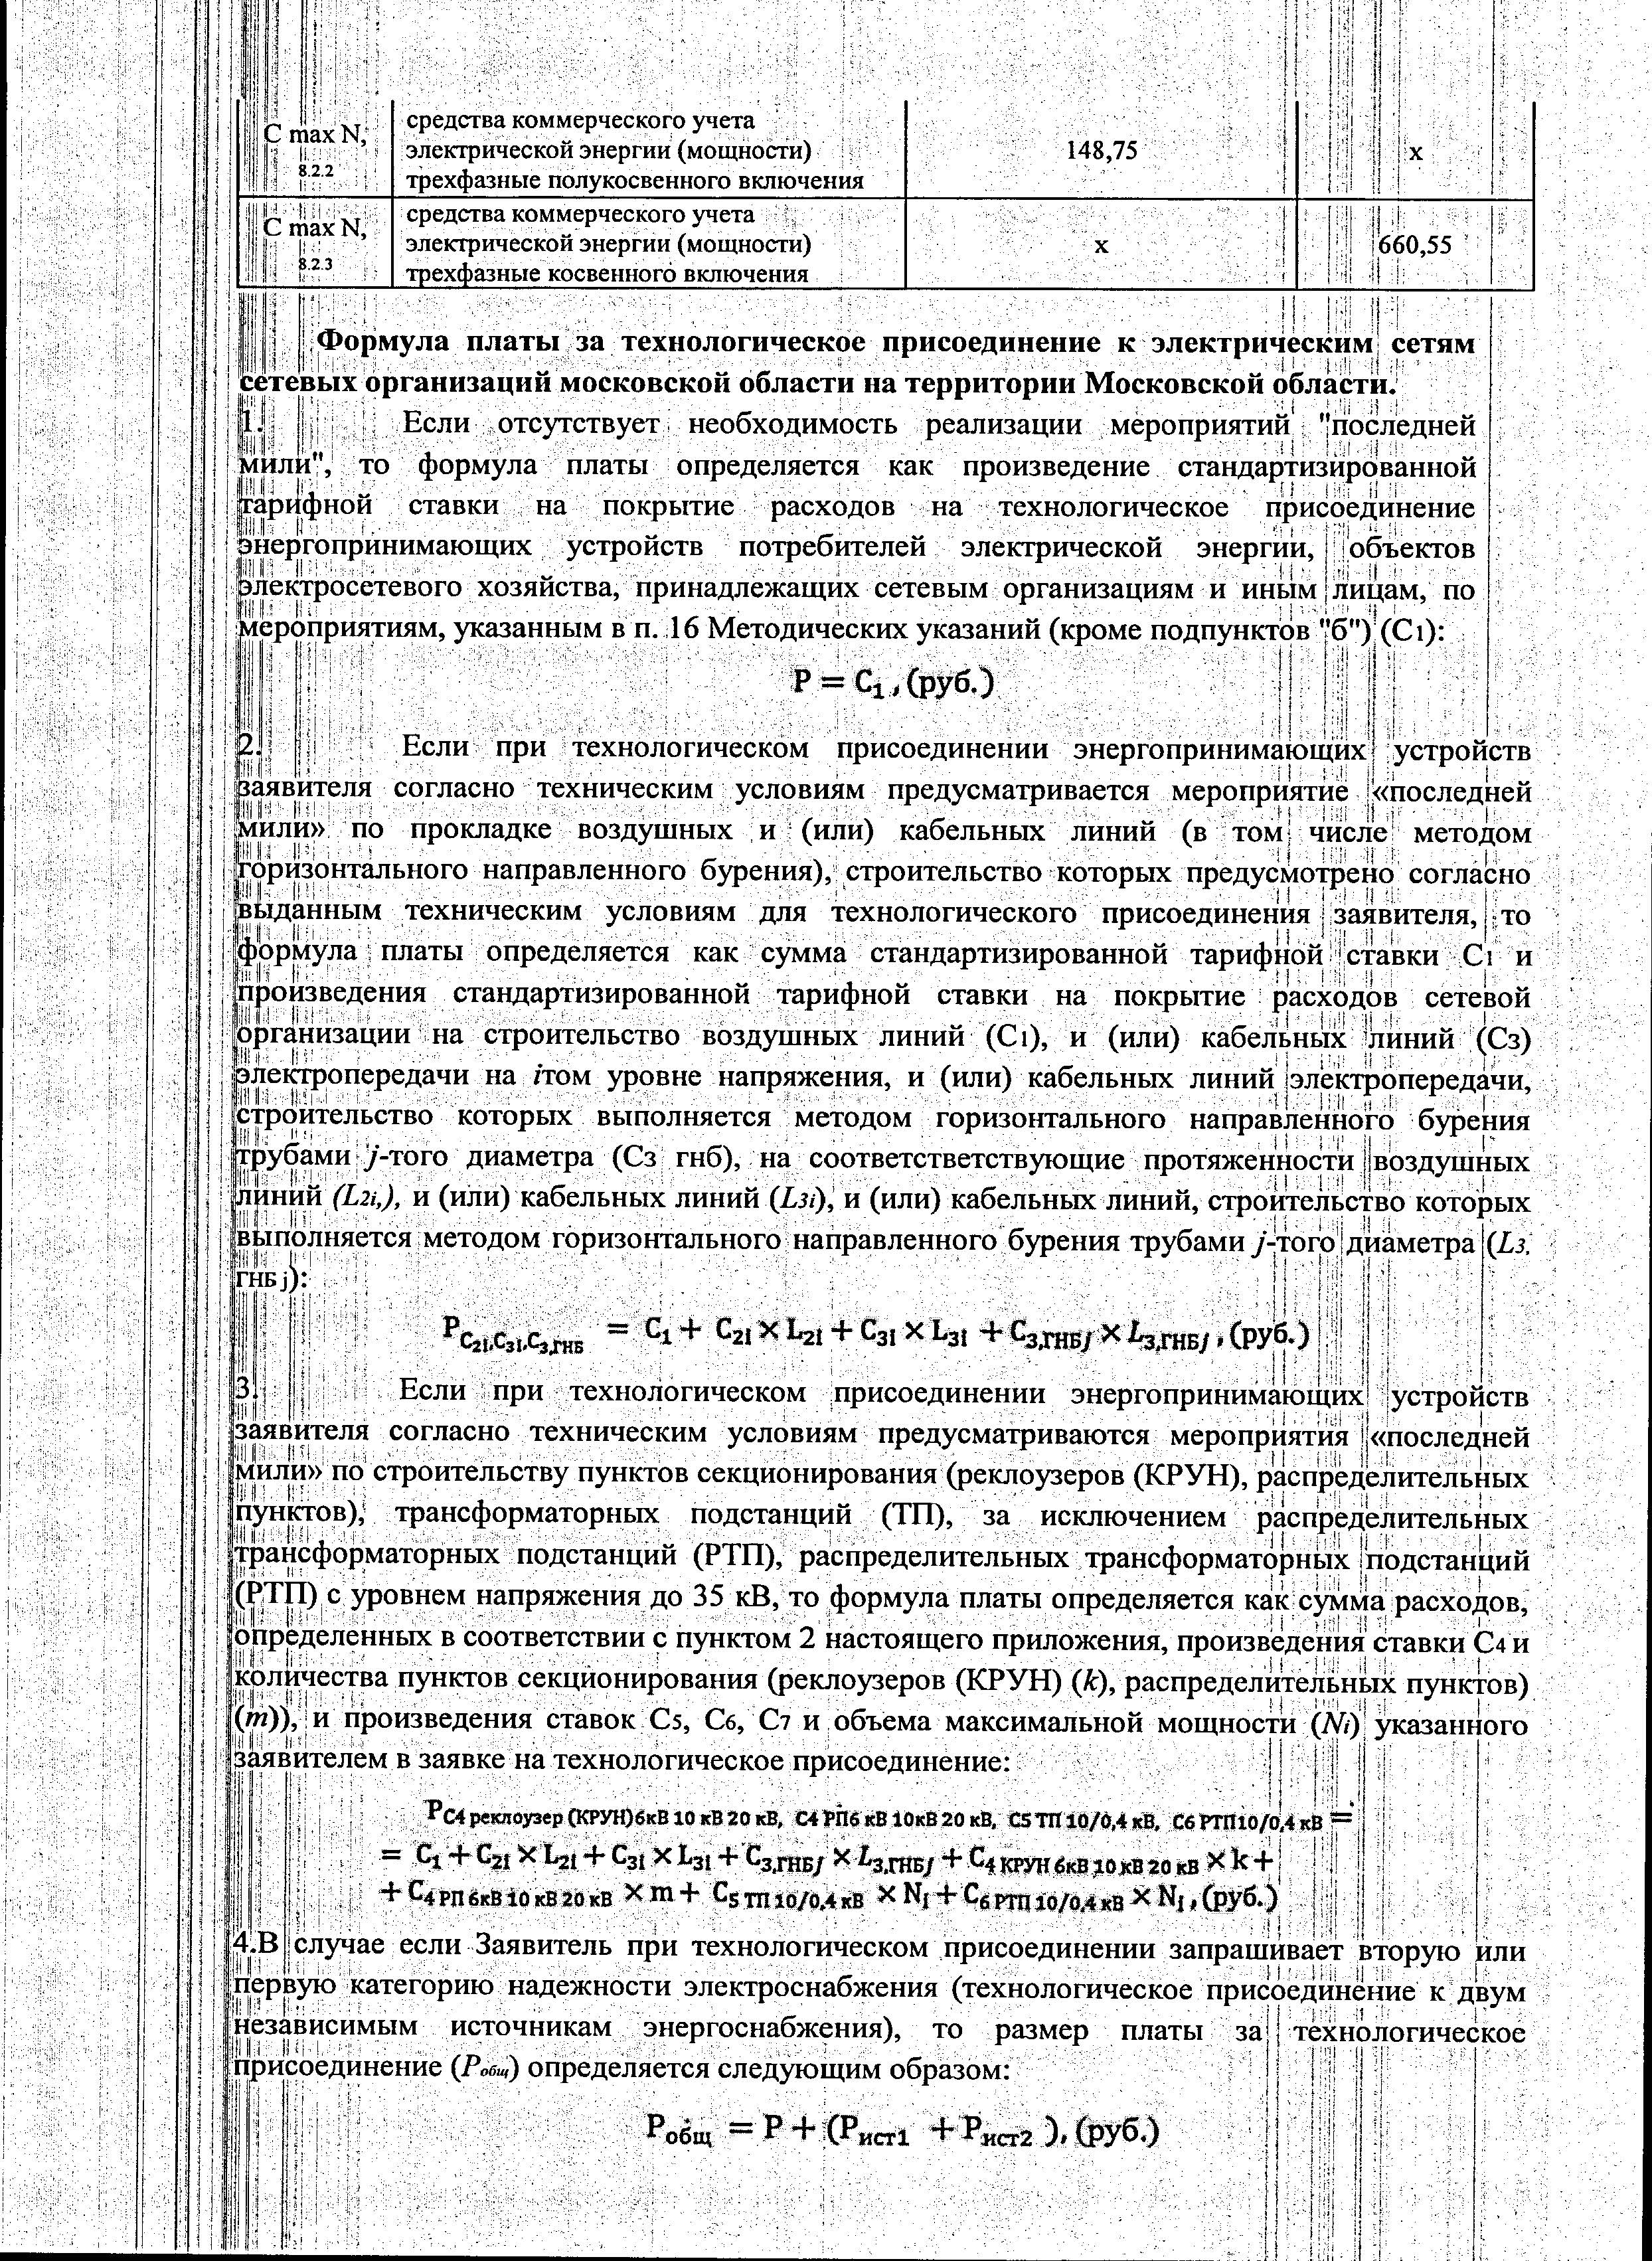 C max N, 8.2.2 средства коммерческого учета
электрической энергии (мощности) 148,75 х
трехфазные полукосвенного включения
C max N, 8.2.3 средства коммерческого учета
электрической энергии (мощности) х 660,55
трехфазные косвенного включения
Формула платы за технологическое присоединение к электрическим сетям
сетевых организаций московской области на территории Московской области.
1. Если отсутствует необходимость реализации мероприятий "последней
мили", то формула платы определяется как произведение стандартизированной
тарифной ставки на покрытие расходов на технологическое присоединение
энергопринимающих устройств потребителей электрической энергии, объектов
электросетевого хозяйства, принадлежащих сетевым организациям и иным лицам, по
мероприятиям, указанным в п. 16 Методических указаний (кроме подпунктов "б") (С1):
P = C1, (руб.)
2. Если при технологическом присоединении энергопринимающих устройств
заявителя согласно техническим условиям предусматривается мероприятие «последней
мили» по прокладке воздушных и (или) кабельных линий (в том числе методом
горизонтального направленного бурения), строительство которых предусмотрено согласно
выданным техническим условиям для технологического присоединения заявителя, то
формула платы определяется как сумма стандартизированной тарифной ставки С1 и
произведения стандартизированной тарифной ставки на покрытие расходов сетевой
организации на строительство воздушных линий (С1), и (или) кабельных линий (С3)
электропередачи на iтом уровне напряжения, и (или) кабельных линий электропередачи,
строительство которых выполняется методом горизонтального направленного бурения
трубами j-того диаметра (С3 гнб), на соответстветствующие протяженности воздушных
линий (L2i,), и (или) кабельных линий (L3i), и (или) кабельных линий, строительство которых
выполняется методом горизонтального направленного бурения трубами j-того диаметра (L3.
ГНБ j):
P C2i,C3i,C3,ГНБ = C1 + C2i × L2i + C3i × L3i + C3,ГНБj × L3,ГНБj, (руб.)
3. Если при технологическом присоединении энергопринимающих устройств
заявителя согласно техническим условиям предусматриваются мероприятия «последней
мили» по строительству пунктов секционирования (реклоузеров (КРУН), распределительных
пунктов), трансформаторных подстанций (ТП), за исключением распределительных
трансформаторных подстанций (РТП), распределительных трансформаторных подстанций
(РТП) с уровнем напряжения до 35 кВ, то формула платы определяется как сумма расходов,
определенных в соответствии с пунктом 2 настоящего приложения, произведения ставки С4 и
количества пунктов секционирования (реклоузеров (КРУН) (k), распределительных пунктов)
(m)), и произведения ставок С5, С6, С7 и объема максимальной мощности (Ni) указанного
заявителем в заявке на технологическое присоединение:
P C4 реклоузер (КРУН)6кВ 10 кВ 20 кВ, C4 РП6 кВ 10кВ 20 кВ, C5 ТП 10/0,4 кВ, C6 РТП10/0,4 кВ =
= C1 + C2i × L2i + C3i × L3i + C3,ГНБj × L3,ГНБj + C4 КРУН 6кВ 10 кВ 20 кВ × k +
+ C4 РП 6кВ 10 кВ 20 кВ × m + C5 ТП 10/0,4 кВ × Ni + C6 РТП 10/0,4 кВ × Ni, (руб.)
4.В случае если Заявитель при технологическом присоединении запрашивает вторую или
первую категорию надежности электроснабжения (технологическое присоединение к двум
независимым источникам энергоснабжения), то размер платы за технологическое
присоединение (Pобщ) определяется следующим образом:
Pобщ = P + (Pист1 + Pист2 ), (руб.)